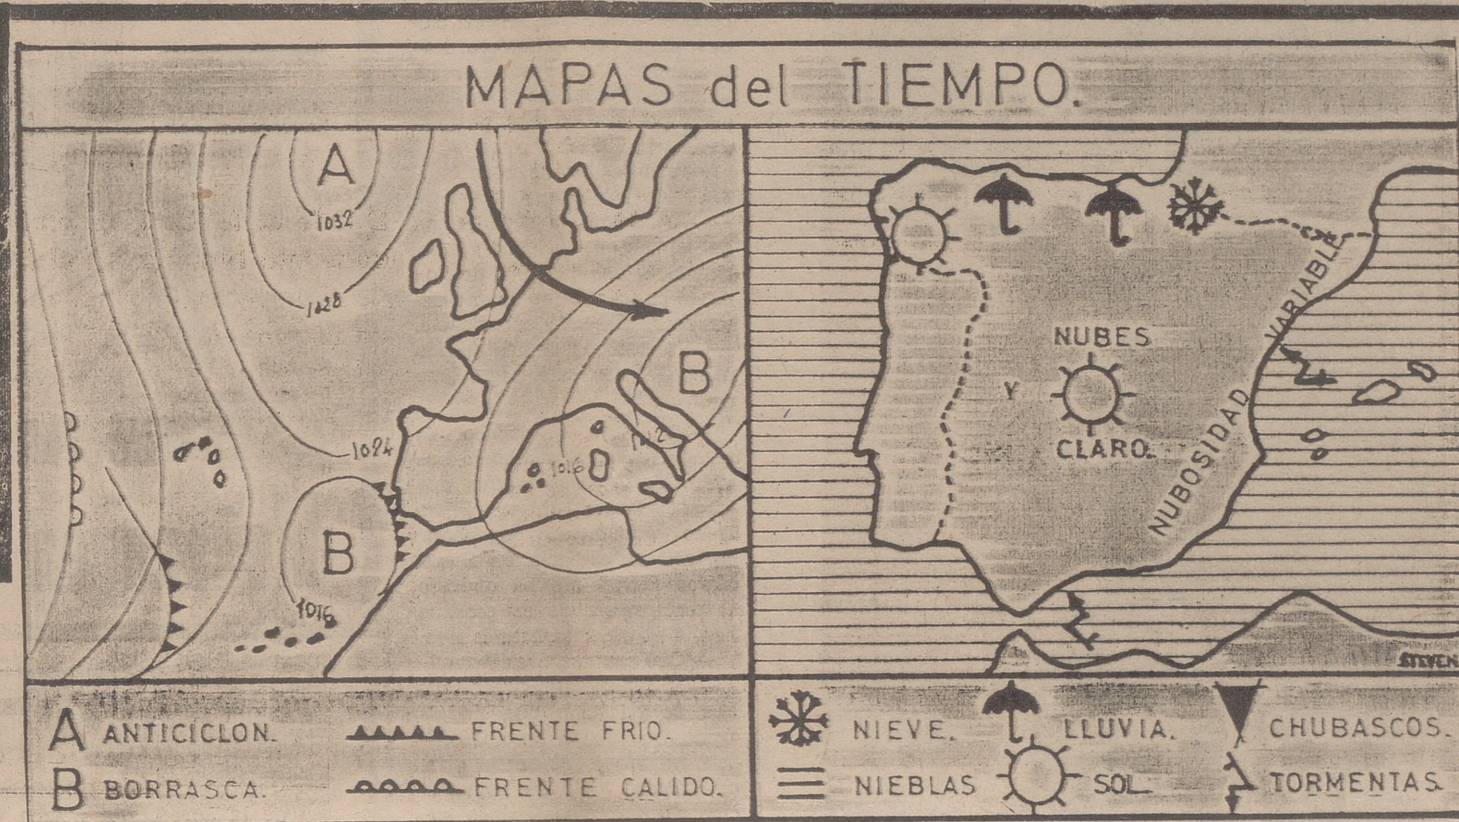 MAPAS del TIEMPO.
A
1032
1028
B
1024
1016
B
1016
NUBES
Y
CLARO.
NUBOSIDAD VARIABLE
STEVEN
A ANTICICLON.
FRENTE FRIO.
B BORRASCA.
FRENTE CALIDO.
NIEVE.
LLUVIA.
CHUBASCOS.
NIEBLAS
SOL.
TORMENTAS.